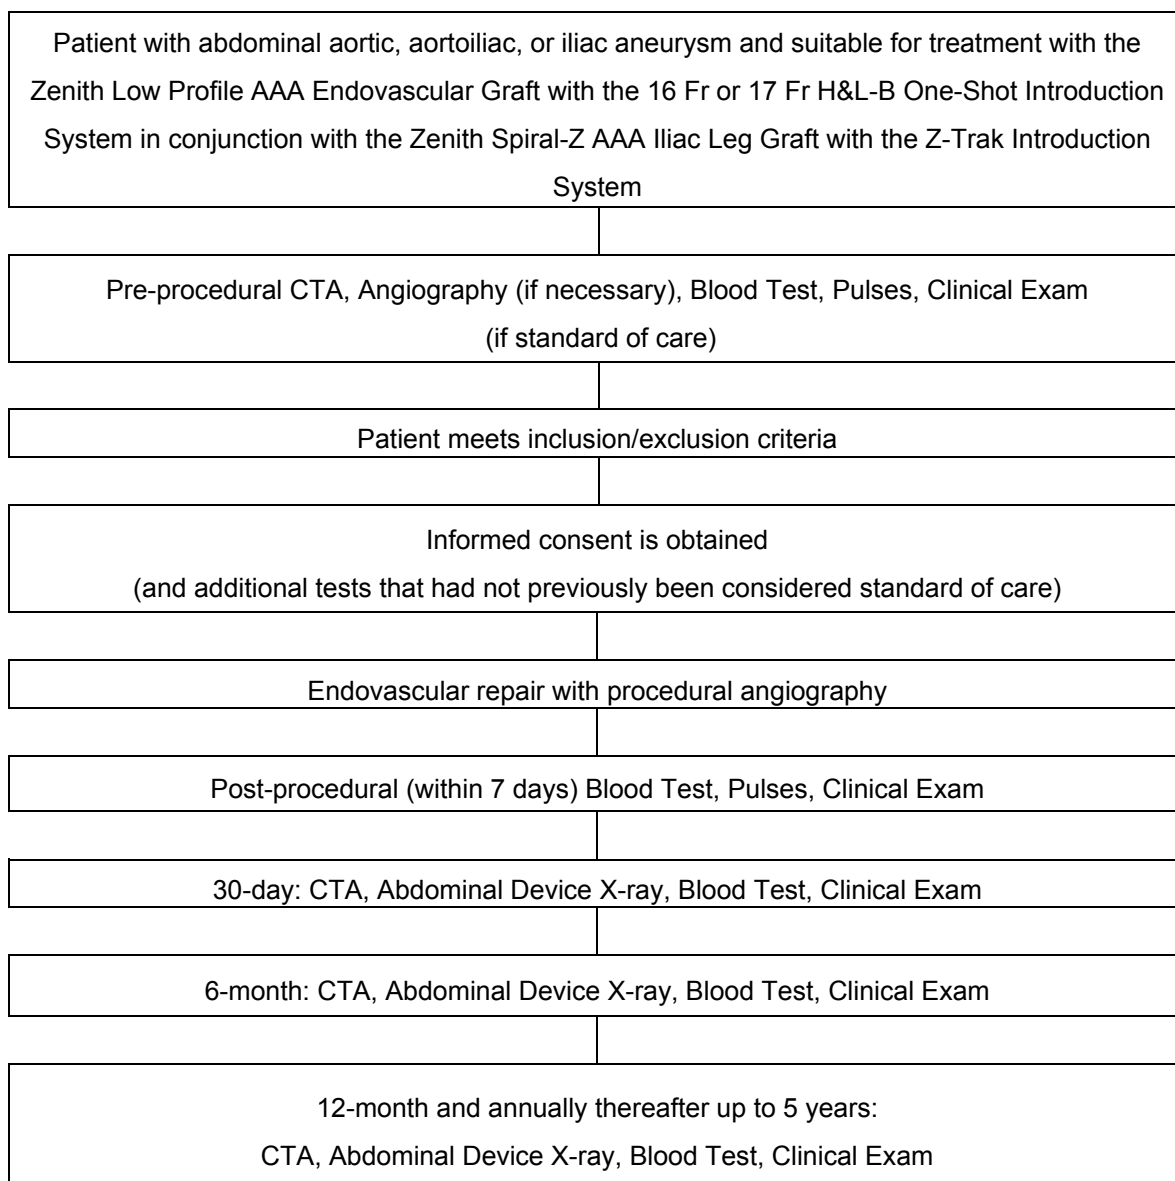 Patient with abdominal aortic, aortoiliac, or iliac aneurysm and suitable for treatment with the
Zenith Low Profile AAA Endovascular Graft with the 16 Fr or 17 Fr H&L-B One-Shot Introduction
System in conjunction with the Zenith Spiral-Z AAA Iliac Leg Graft with the Z-Trak Introduction
System
Pre-procedural CTA, Angiography (if necessary), Blood Test, Pulses, Clinical Exam
(if standard of care)
Patient meets inclusion/exclusion criteria
Informed consent is obtained
(and additional tests that had not previously been considered standard of care)
Endovascular repair with procedural angiography
Post-procedural (within 7 days) Blood Test, Pulses, Clinical Exam
30-day: CTA, Abdominal Device X-ray, Blood Test, Clinical Exam
6-month: CTA, Abdominal Device X-ray, Blood Test, Clinical Exam
12-month and annually thereafter up to 5 years:
CTA, Abdominal Device X-ray, Blood Test, Clinical Exam